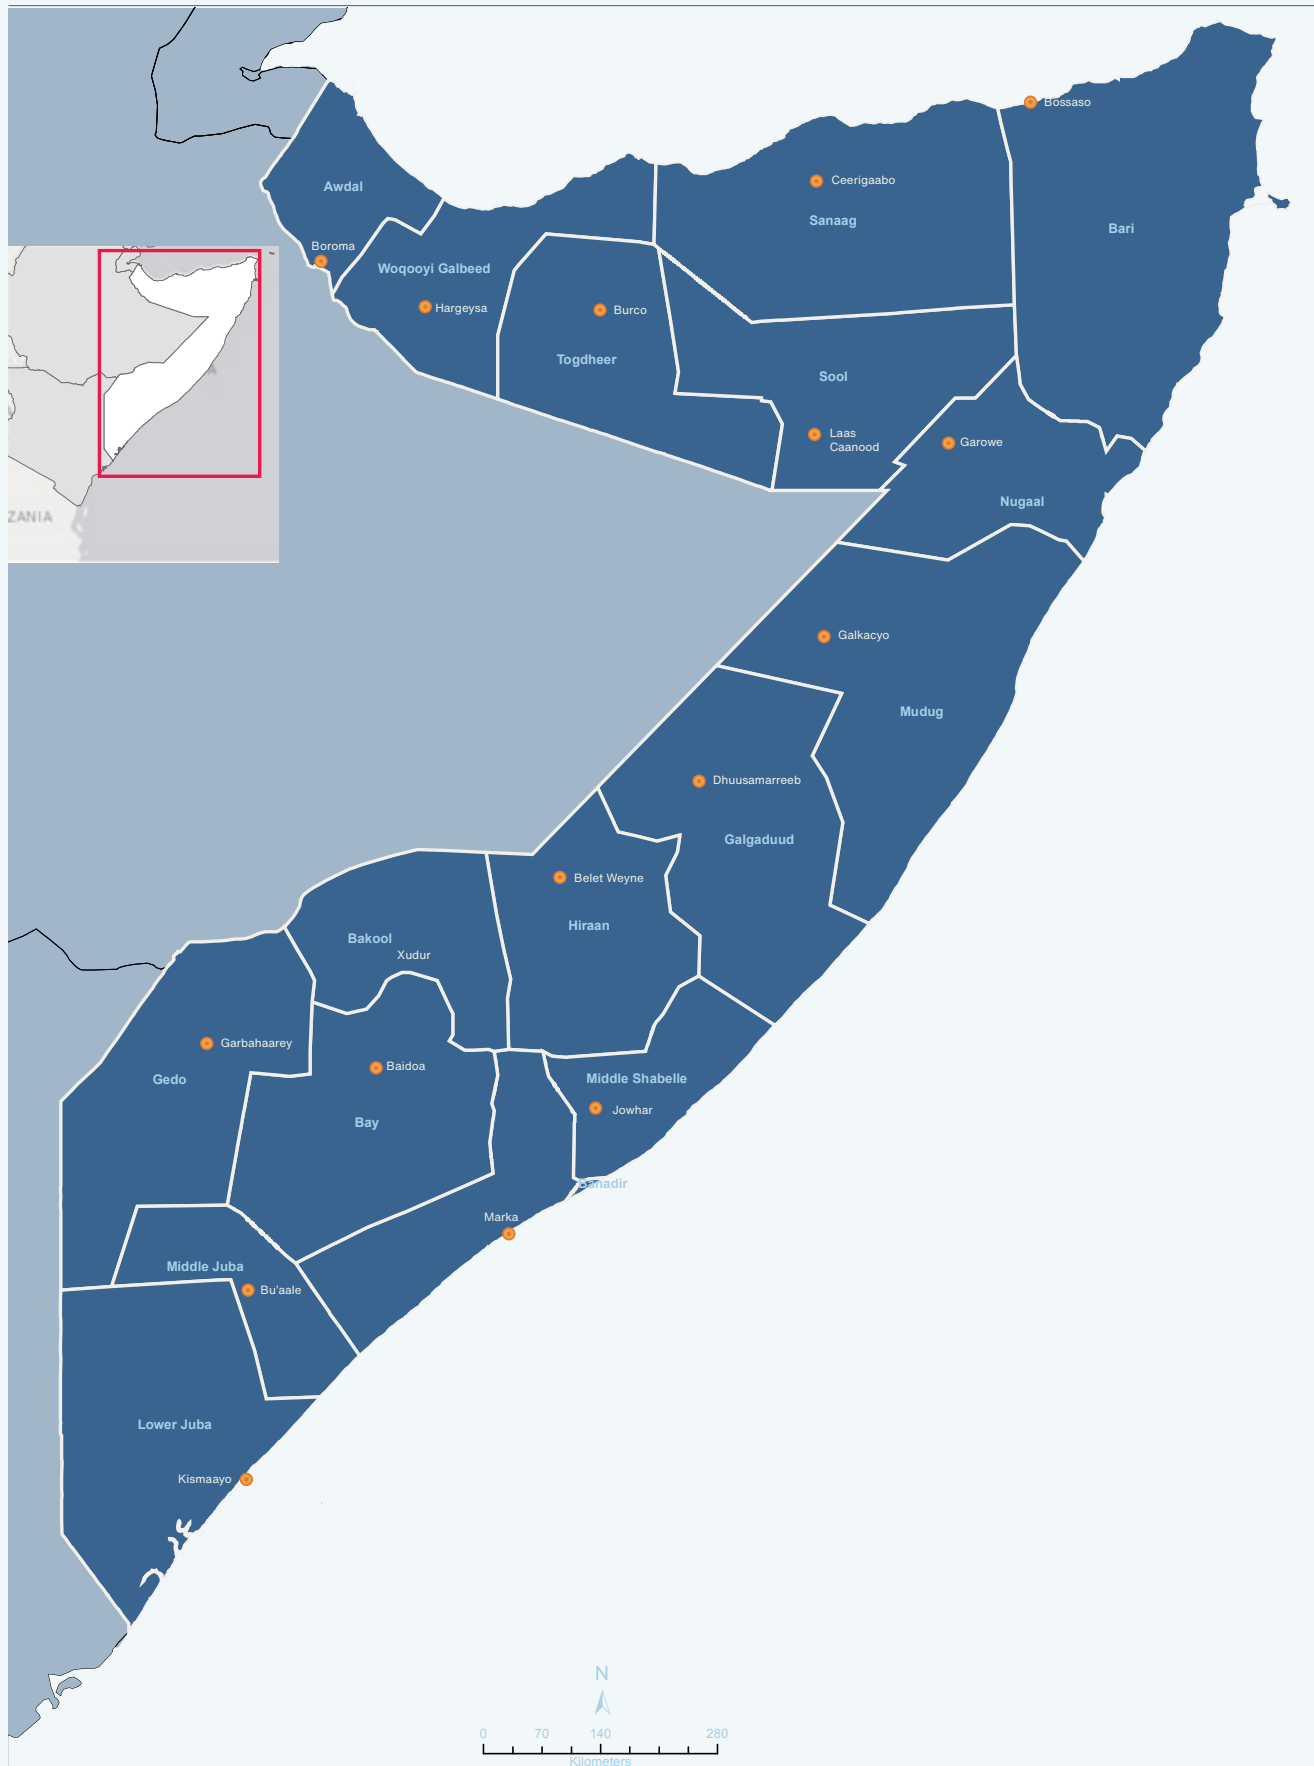 Bossaso
Ceerigaabo
Awdal
Sanaag
Bari
Boroma
Woqooyi Galbeed
Hargeysa
Burco
Togdheer
Sool
Laas
Caanood
Garowe
Nugaal
ZANIA
Galkacyo
Mudug
Dhuusamarreeb
Galgaduud
Belet Weyne
Hiraan
Bakool
Xudur
Garbahaarey
Baidoa
Gedo
Middle Shabelle
Jowhar
Bay
Banadir
Marka
Middle Juba
Bu'aale
Lower Juba
Kismaayo
N
0 70 140 280
Kilometers